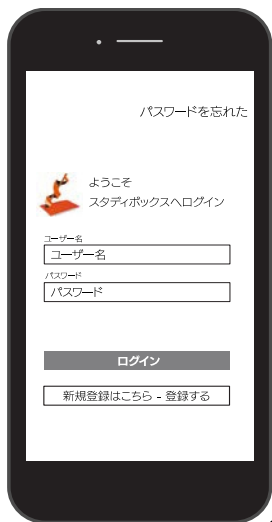 パスワードを忘れた
ようこそ
スタディボックスへログイン
ユーザー名
ユーザー名
パスワード
パスワード
ログイン
新規登録はこちら - 登録する